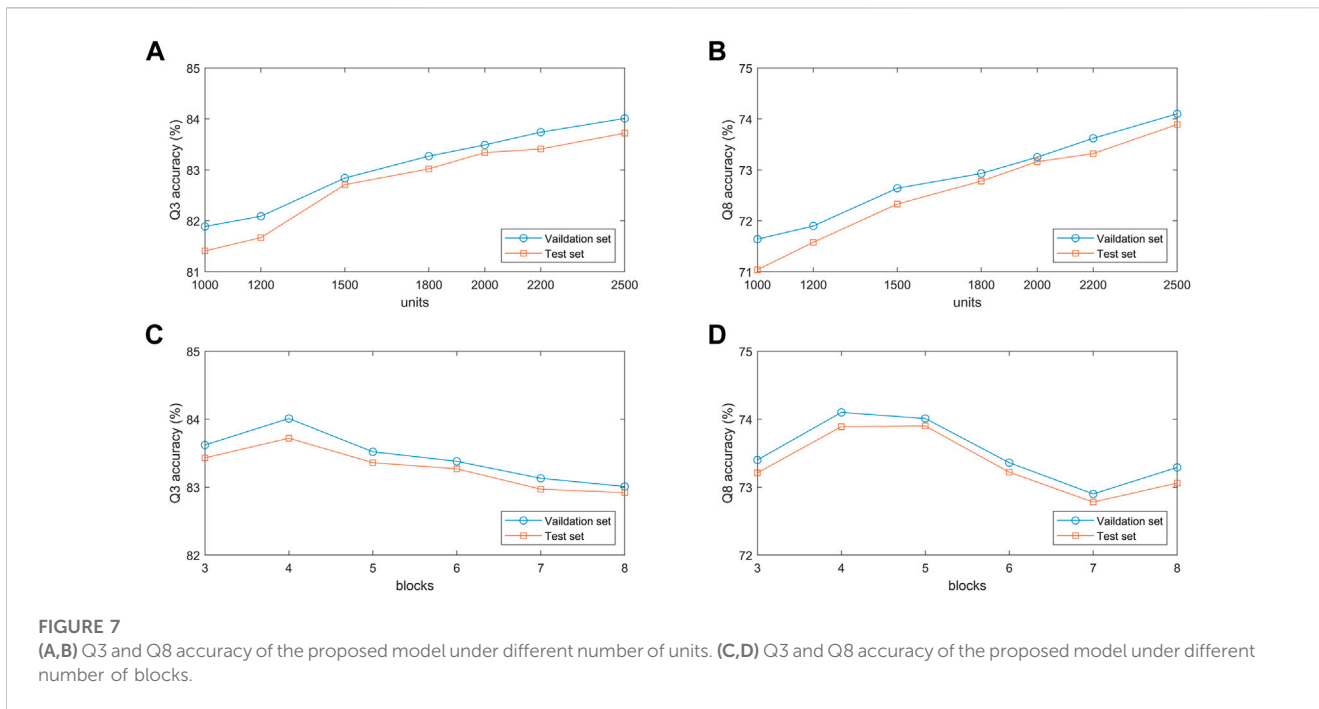 A
85
84
83
82
81
Q3 accuracy (%)
1000 1200 1500 1800 2000 2200 2500
units
Vaildation set
Test set
B
75
74
73
72
71
Q8 accuracy (%)
1000 1200 1500 1800 2000 2200 2500
units
Vaildation set
Test set
C
85
84
83
82
Q3 accuracy (%)
3 4 5 6 7 8
blocks
Vaildation set
Test set
D
75
74
73
72
Q8 accuracy (%)
3 4 5 6 7 8
blocks
Vaildation set
Test set
FIGURE 7
(A,B) Q3 and Q8 accuracy of the proposed model under different number of units. (C,D) Q3 and Q8 accuracy of the proposed model under different
number of blocks.